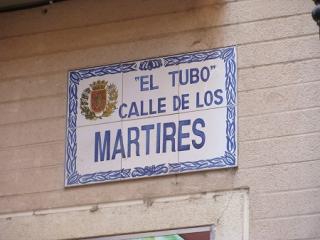 "EL TUBO"
CALLE DE LOS
MARTIRES